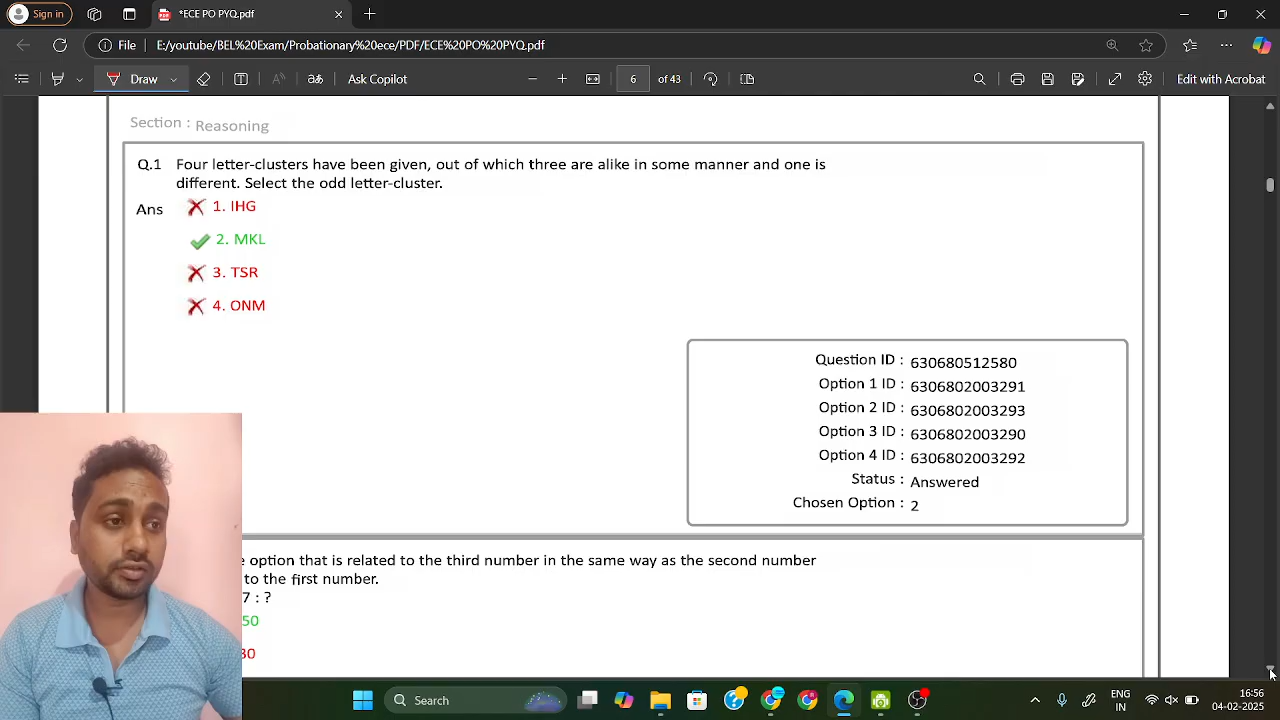 Sign in
*ECE PO PYQ.pdf
File
E:/youtube/BEL%20Exam/Probationary%20ece/PDF/ECE%20PO%20PYQ.pdf
Draw
Ask Copilot
6
of 43
Edit with Acrobat
Section : Reasoning
Q.1 Four letter-clusters have been given, out of which three are alike in some manner and one is
different. Select the odd letter-cluster.
Ans
1. IHG
2. MKL
3. TSR
4. ONM
Question ID : 630680512580
Option 1 ID : 6306802003291
Option 2 ID : 6306802003293
Option 3 ID : 6306802003290
Option 4 ID : 6306802003292
Status : Answered
Chosen Option : 2
option that is related to the third number in the same way as the second number
to the first number.
7 : ?
50
Search
ENG
IN
16:56
04-02-2025